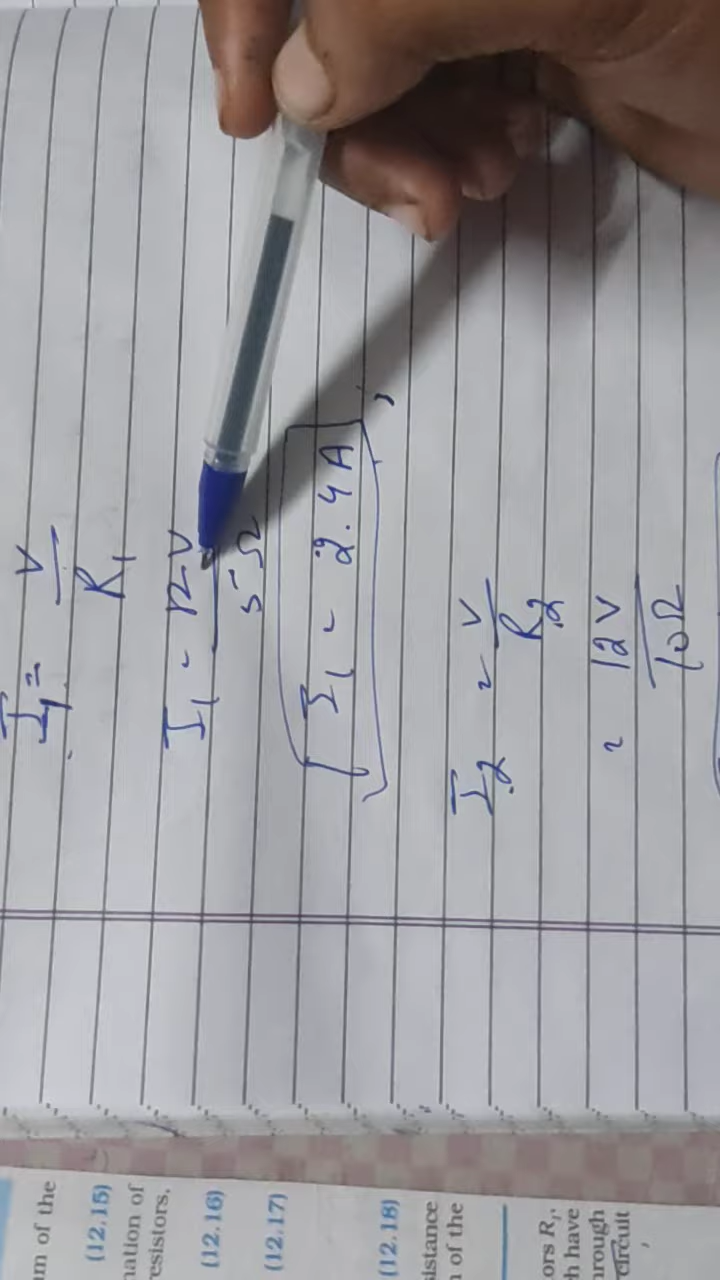 I1 = V
R1
I1 = 12V
5Ω
I1 = 2.4A,
I2 = V
R2
= 12V
10Ω
m of the
(12.15)
nation of
esistors,
(12.16)
(12.17)
(12.18)
sistance
n of the
ors R
h have
hrough
circuit